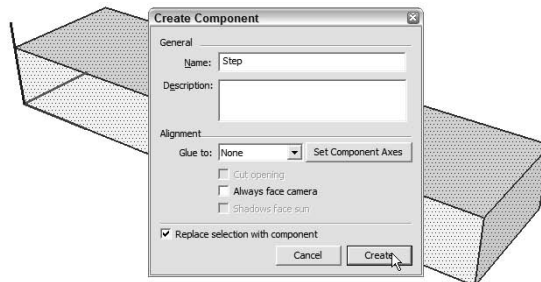 Create Component
General
Name: Step
Description:
Alignment
Glue to: None Set Component Axes
Cut opening
Always face camera
Shadows face sun
Replace selection with component
Cancel Create